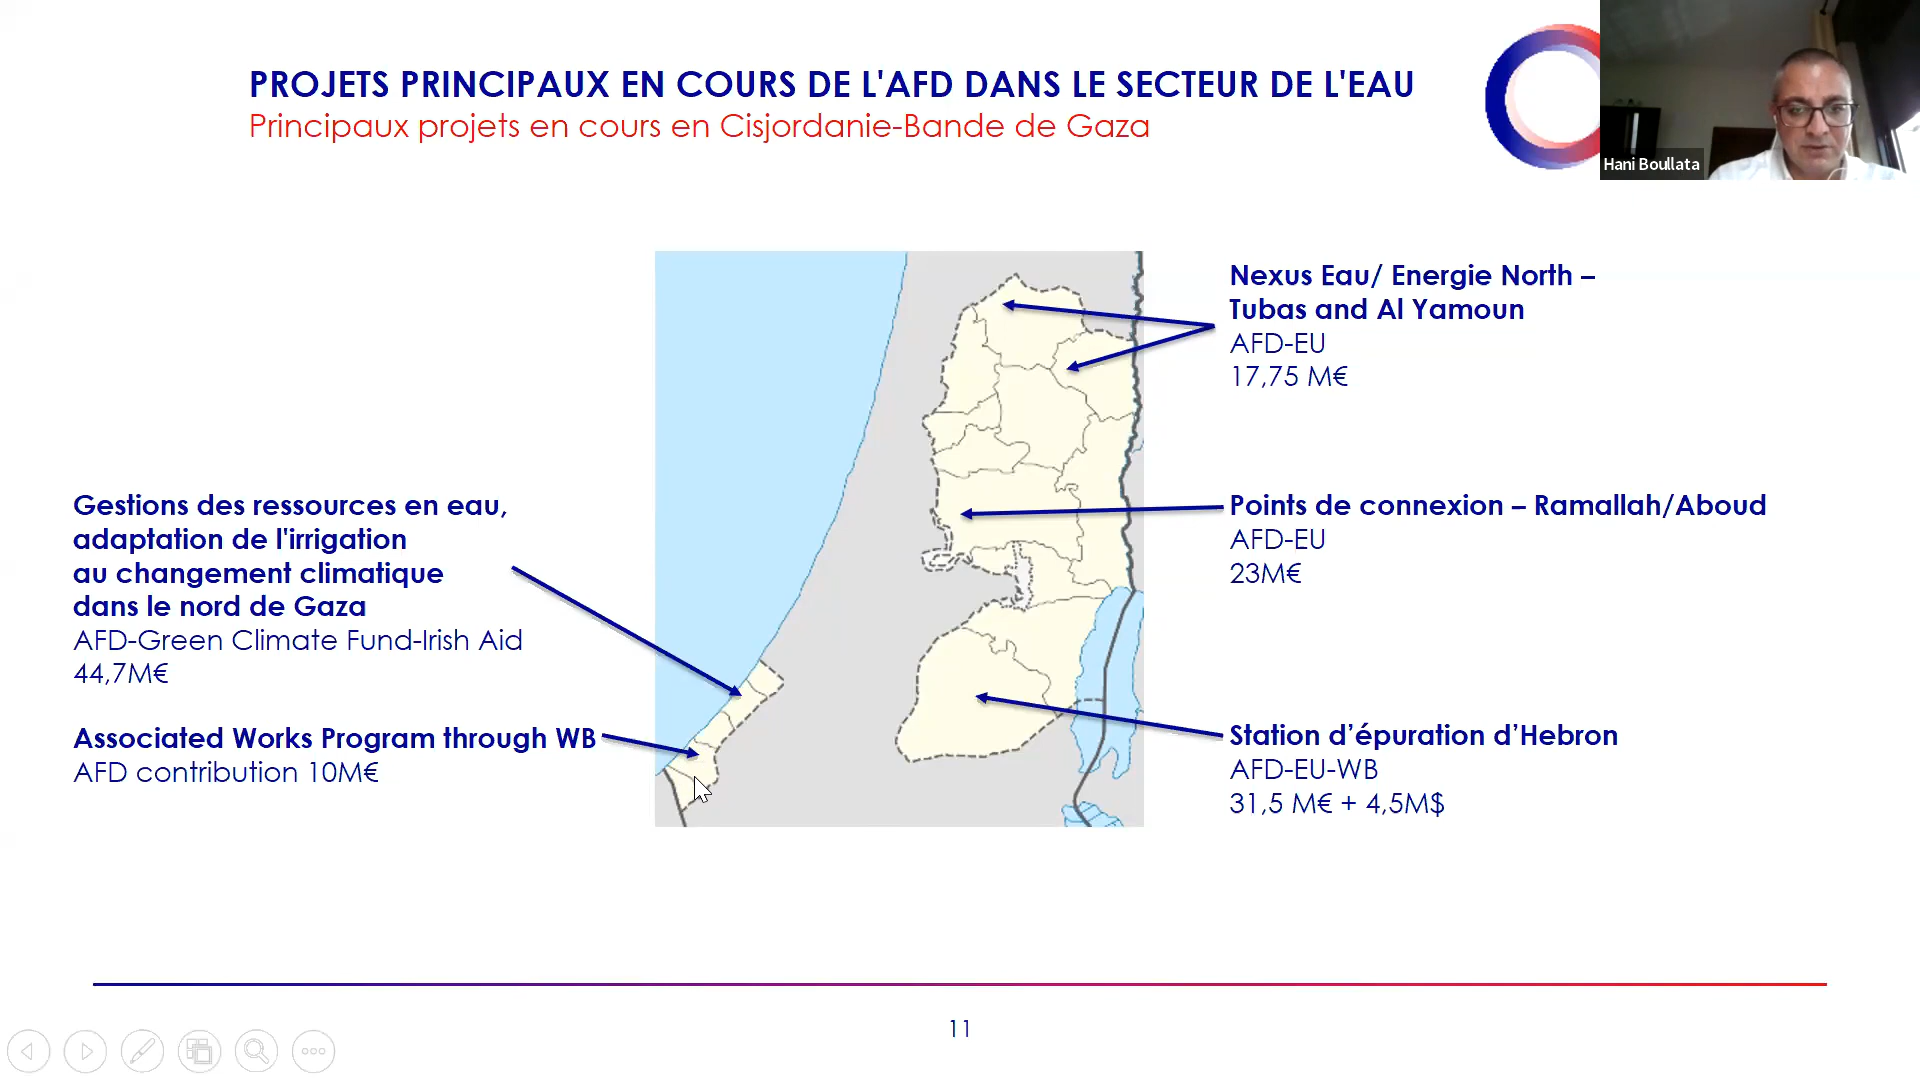 PROJETS PRINCIPAUX EN COURS DE L'AFD DANS LE SECTEUR DE L'EAU
Principaux projets en cours en Cisjordanie-Bande de Gaza
Hani Boullata
Nexus Eau/ Energie North –
Tubas and Al Yamoun
AFD-EU
17,75 M€
Gestions des ressources en eau,
adaptation de l'irrigation
au changement climatique
dans le nord de Gaza
AFD-Green Climate Fund-Irish Aid
44,7M€
Points de connexion – Ramallah/Aboud
AFD-EU
23M€
Associated Works Program through WB
AFD contribution 10M€
Station d’épuration d’Hebron
AFD-EU-WB
31,5 M€ + 4,5M$
11